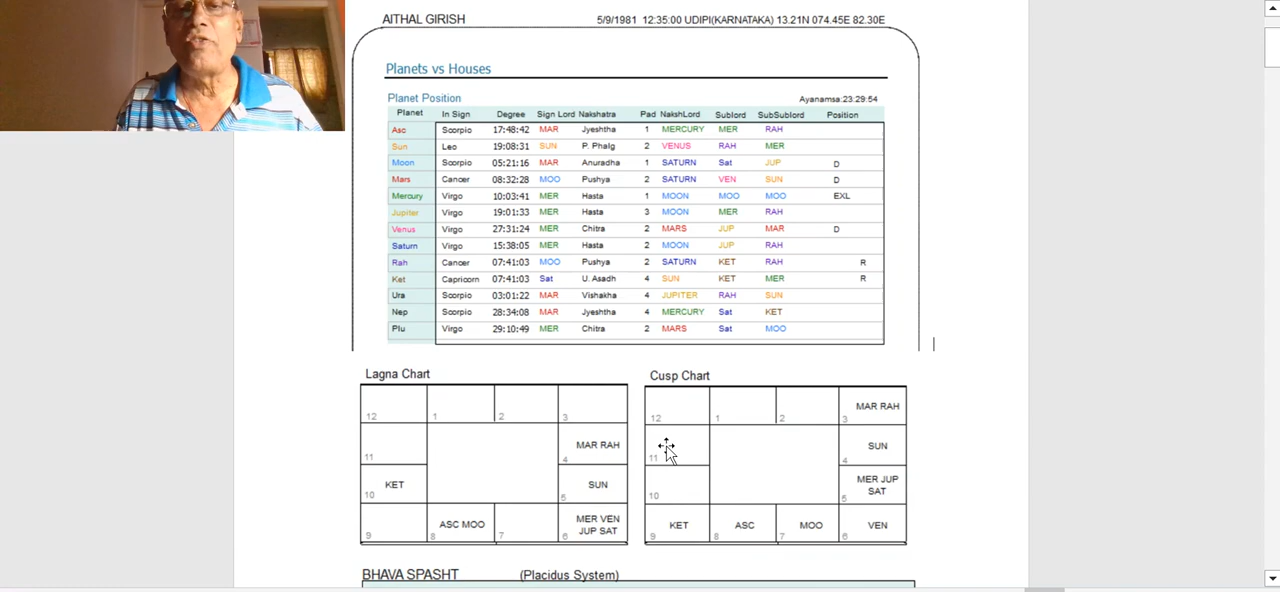 AITHAL GIRISH 5/9/1981 12:35:00 UDIPI(KARNATAKA) 13.21N 074.45E 82.30E
Planets vs Houses
Planet Position Ayanamsa:23:29:54
Planet In Sign Degree Sign Lord Nakshatra Pad NakshLord Sublord SubSublord Position
Asc Scorpio 17:48:42 MAR Jyeshtha 1 MERCURY MER RAH
Sun Leo 19:08:31 SUN P. Phalg 2 VENUS RAH MER
Moon Scorpio 05:21:16 MAR Anuradha 1 SATURN Sat JUP D
Mars Cancer 08:32:28 MOO Pushya 2 SATURN VEN SUN D
Mercury Virgo 10:03:41 MER Hasta 1 MOON MOO MOO EXL
Jupiter Virgo 19:01:33 MER Hasta 3 MOON MER RAH
Venus Virgo 27:31:24 MER Chitra 2 MARS JUP MAR D
Saturn Virgo 15:38:05 MER Hasta 2 MOON JUP RAH
Rah Cancer 07:41:03 MOO Pushya 2 SATURN KET RAH R
Ket Capricorn 07:41:03 Sat U. Asadh 4 SUN KET MER R
Ura Scorpio 03:01:22 MAR Vishakha 4 JUPITER RAH SUN
Nep Scorpio 28:34:08 MAR Jyeshtha 4 MERCURY Sat KET
Plu Virgo 29:10:49 MER Chitra 2 MARS Sat MOO
Lagna Chart
12 1 2 3
11 MAR RAH 4
KET 10 SUN 5
9 ASC MOO 8 7 MER VEN
JUP SAT 6
Cusp Chart
12 1 2 MAR RAH 3
11 SUN 4
10 MER JUP
SAT 5
KET 9 ASC 8 MOO 7 VEN 6
BHAVA SPASHT (Placidus System)